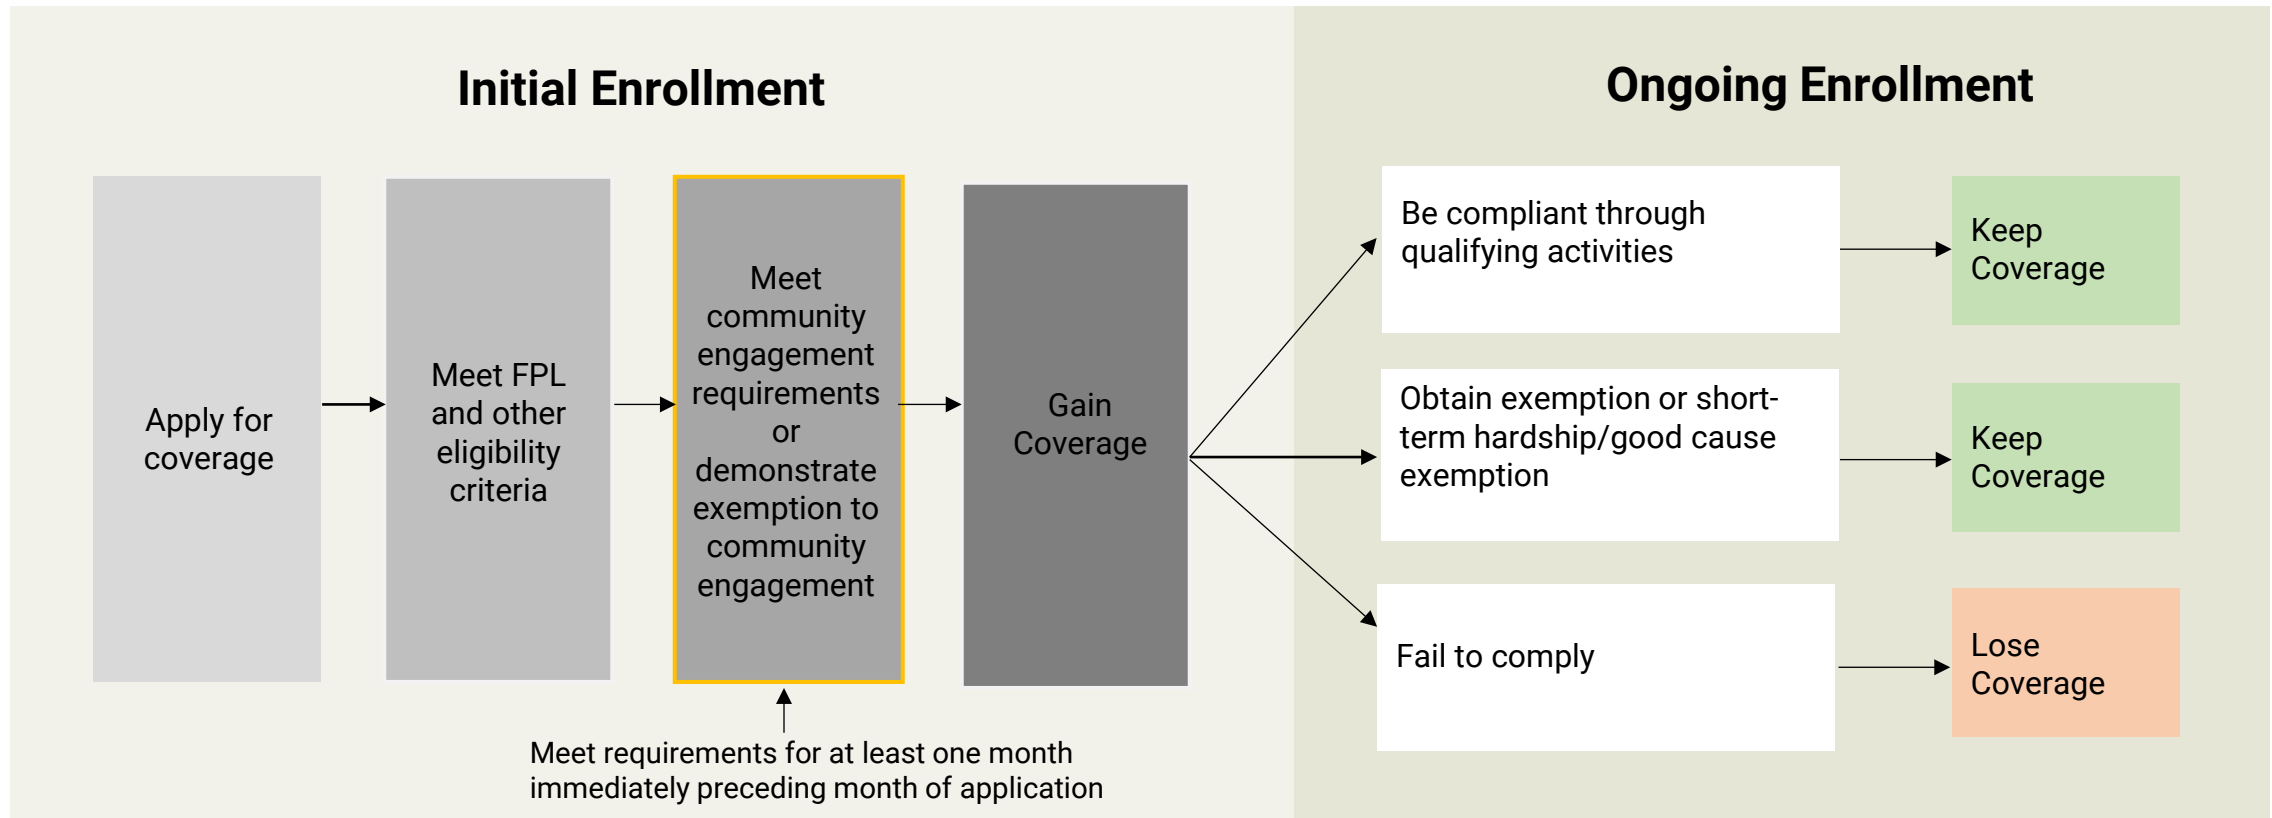 Initial Enrollment
Apply for
coverage
Meet FPL
and other
eligibility
criteria
Meet
community
engagement
requirements
or
demonstrate
exemption to
community
engagement
Gain
Coverage
Meet requirements for at least one month
immediately preceding month of application
Ongoing Enrollment
Be compliant through
qualifying activities
Keep
Coverage
Obtain exemption or short-
term hardship/good cause
exemption
Keep
Coverage
Fail to comply
Lose
Coverage